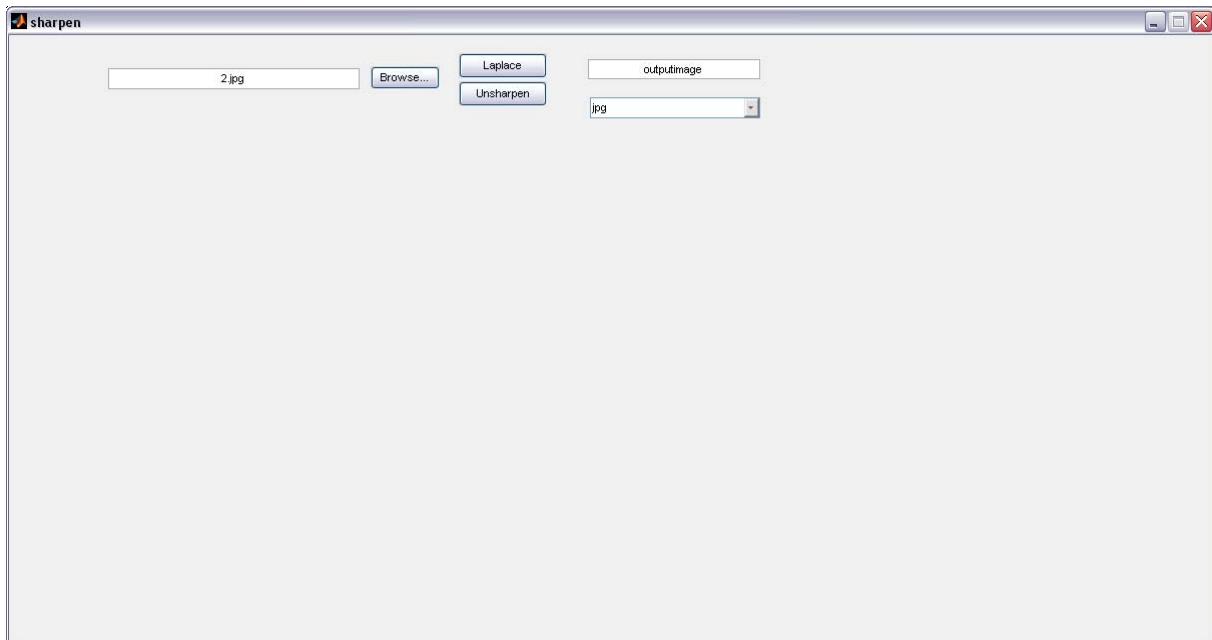 sharpen
2.jpg
Browse...
Laplace
Unsharpen
outputimage
jpg